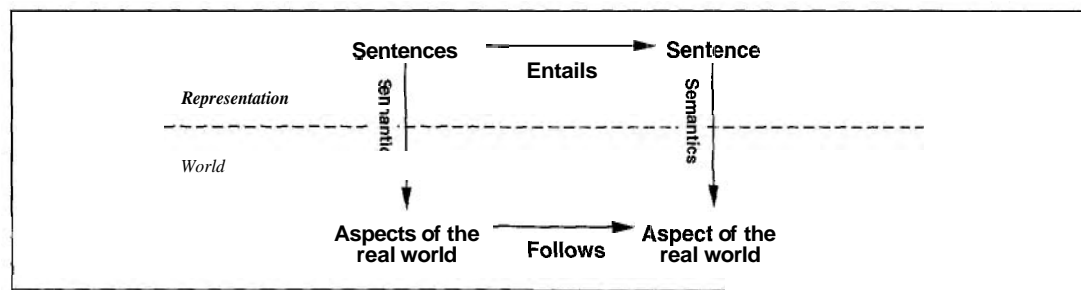 Sentences Sentence
Entails
Semantics
Representation
World
Aspects of the Aspect of the
real world Follows real world